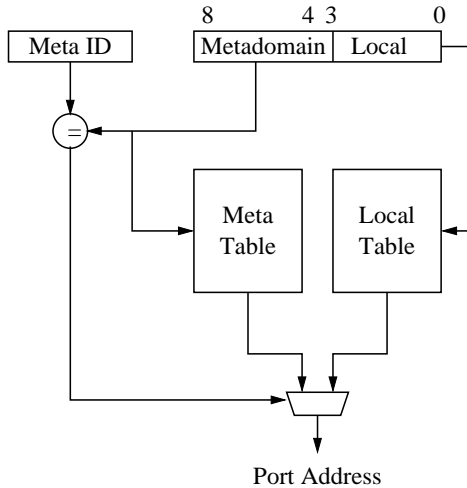 8 4 3 0
Meta ID
Metadomain Local
=
Meta
Table
Local
Table
Port Address